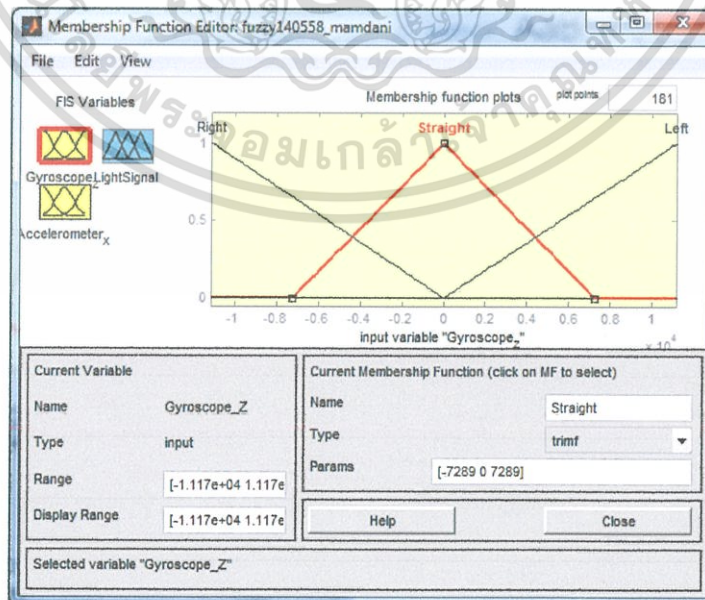 Membership Function Editor: fuzzy140558_mamdani
File Edit View
FIS Variables
Membership function plots
plot points:
181
GyroscopeZ
LightSignal
AccelerometerX
Right
Straight
Left
1
0.5
0
-1 -0.8 -0.6 -0.4 -0.2 0 0.2 0.4 0.6 0.8 1
input variable "Gyroscope_Z"
× 10⁴
Current Variable
Name Gyroscope_Z
Type input
Range [-1.117e+04 1.117e
Display Range [-1.117e+04 1.117e
Current Membership Function (click on MF to select)
Name Straight
Type trimf
Params [-7289 0 7289]
Help
Close
Selected variable "Gyroscope_Z"